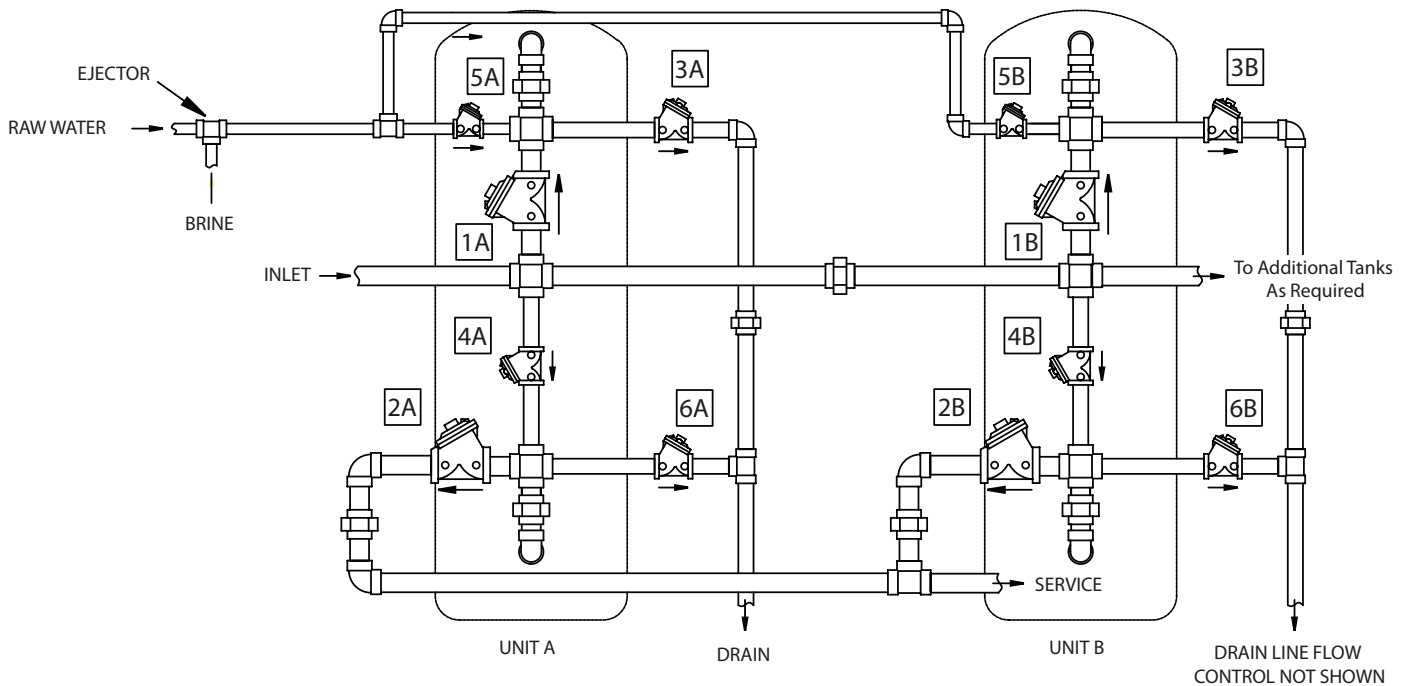 EJECTOR
RAW WATER
BRINE
5A
3A
5B
3B
1A
1B
INLET
To Additional Tanks
As Required
4A
4B
2A
6A
2B
6B
SERVICE
UNIT A
DRAIN
UNIT B
DRAIN LINE FLOW
CONTROL NOT SHOWN